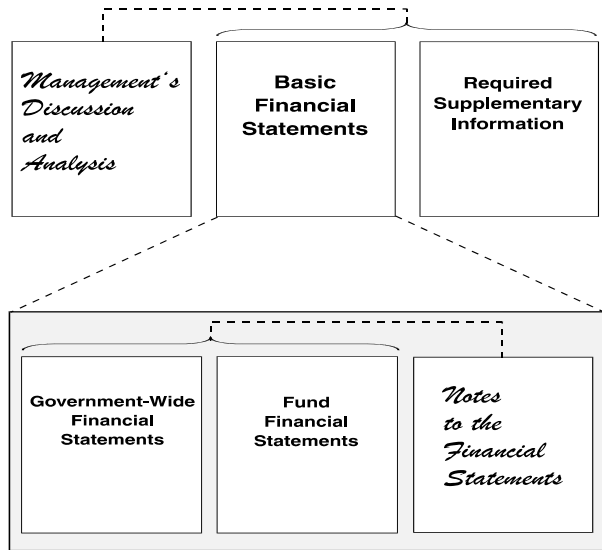 Management's
Discussion
and
Analysis
Basic
Financial
Statements
Required
Supplementary
Information
Government-Wide
Financial
Statements
Fund
Financial
Statements
Notes
to the
Financial
Statements